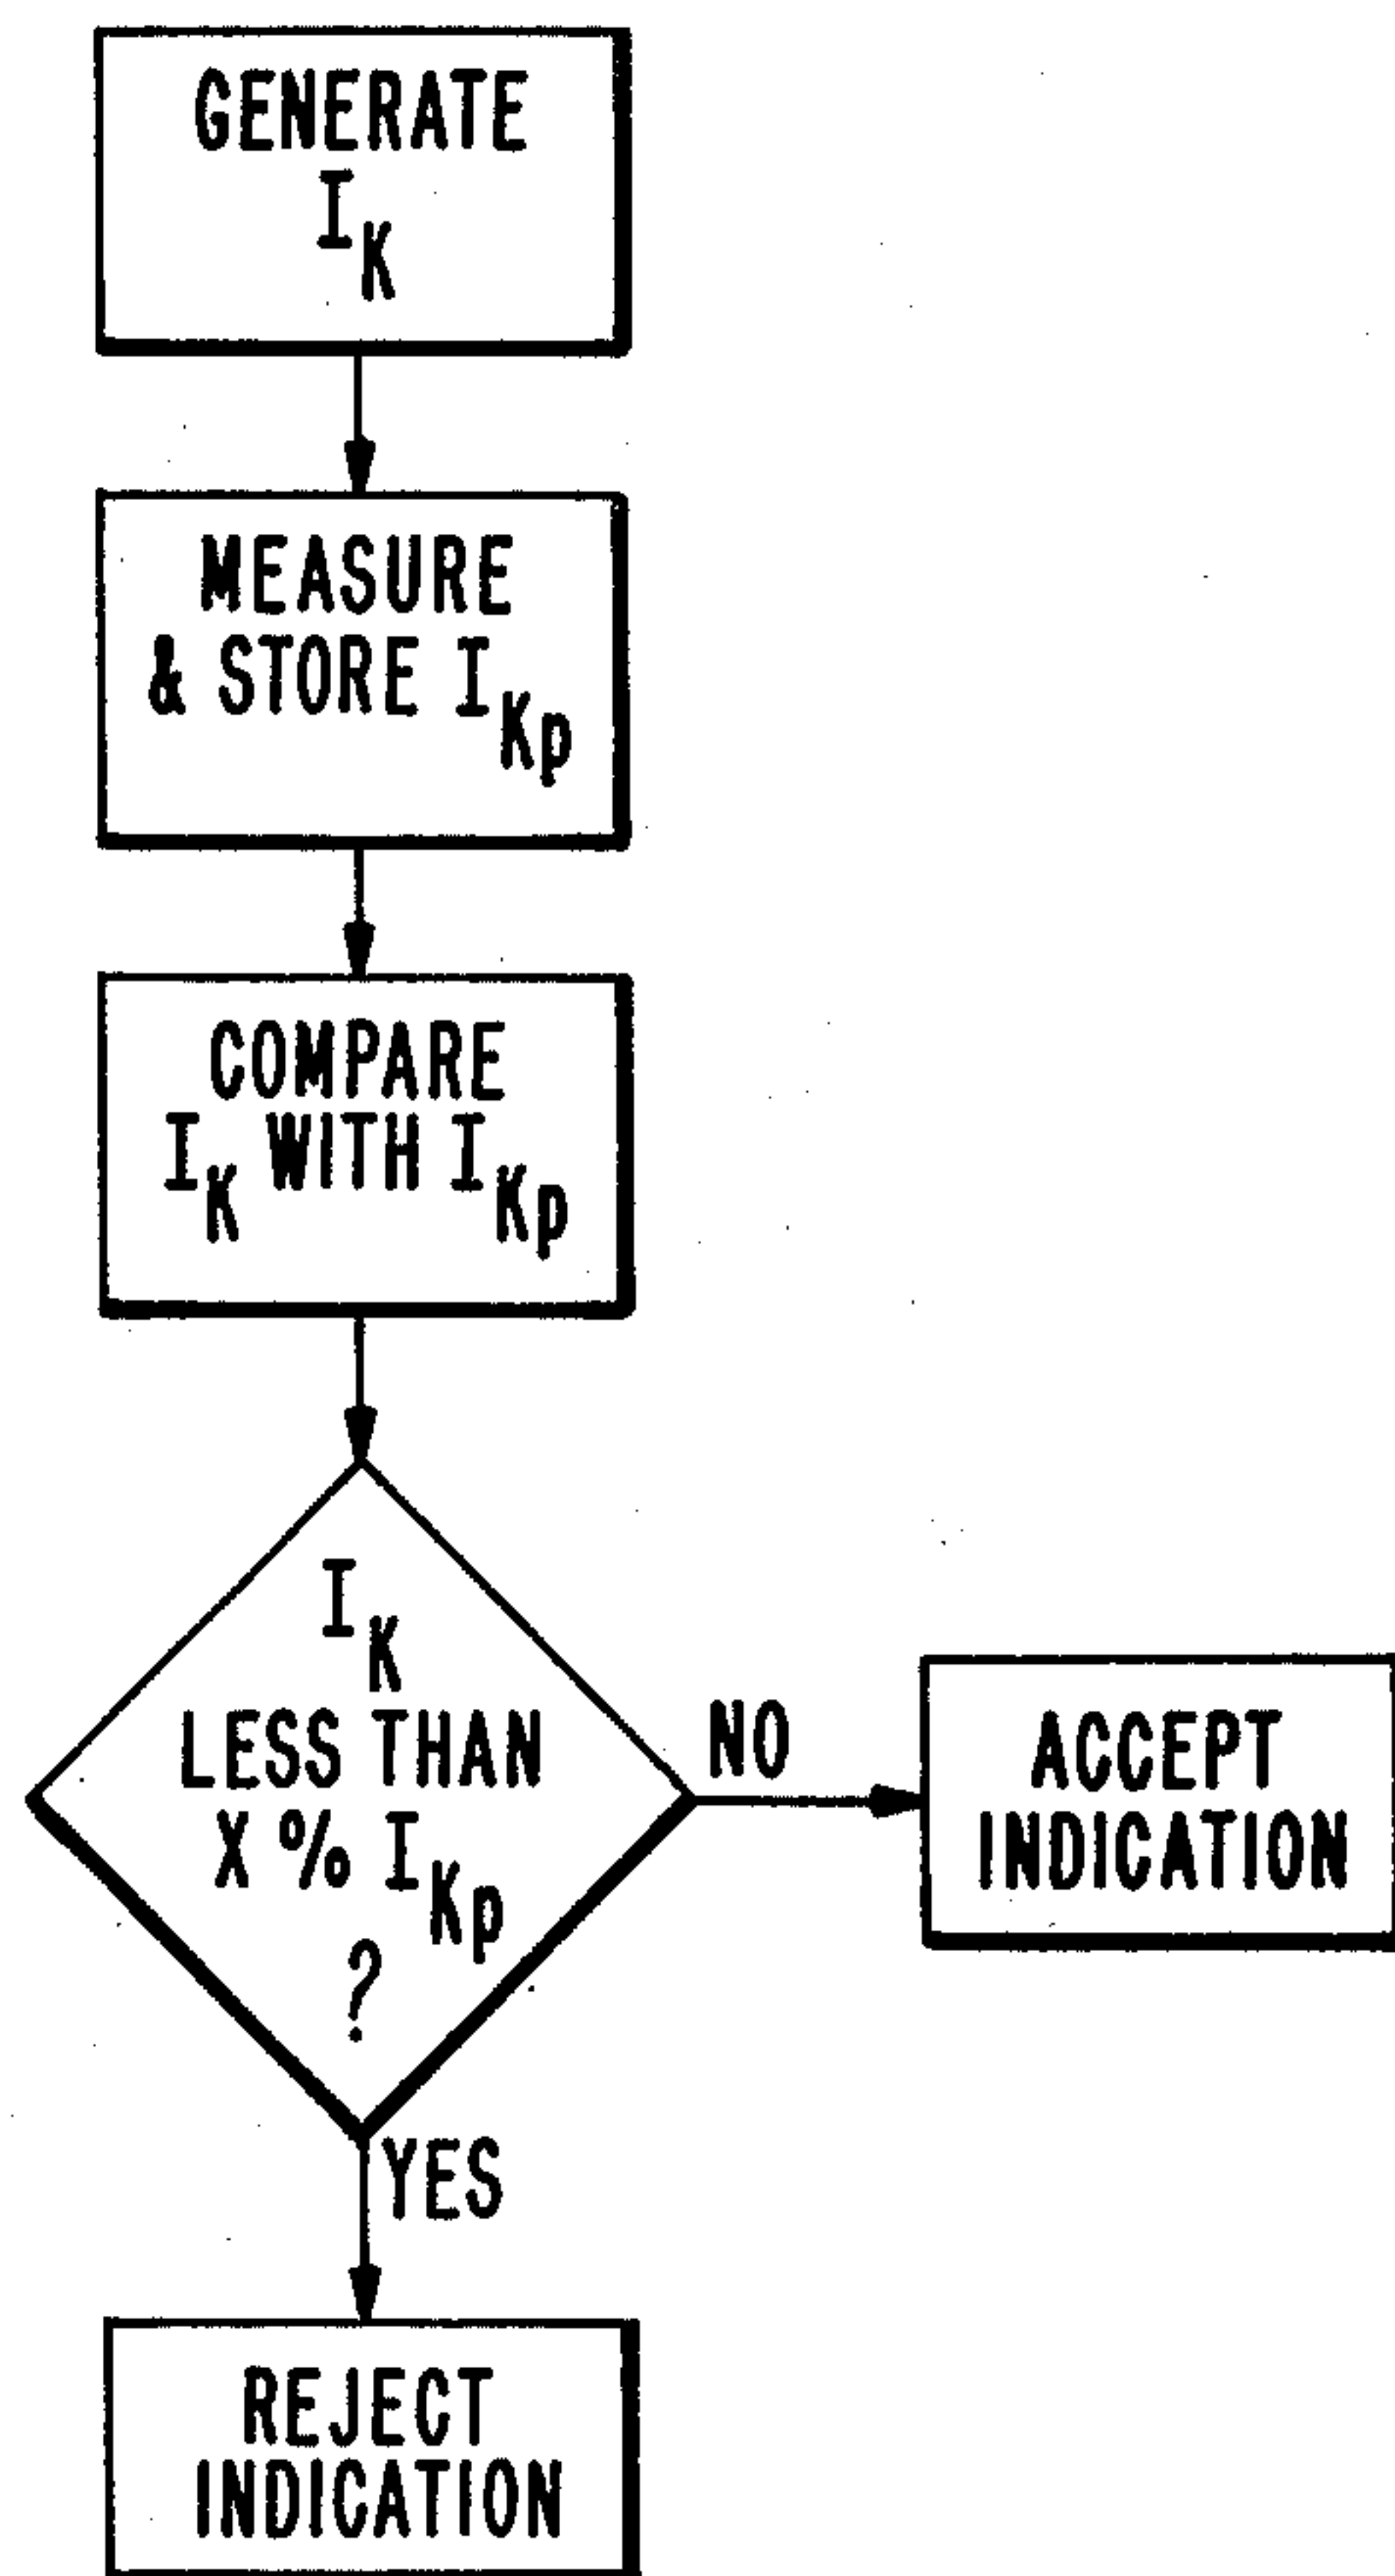 GENERATE
I_K
MEASURE
& STORE I_Kp
COMPARE
I_K WITH I_Kp
I_K
LESS THAN
X % I_Kp
?
NO
ACCEPT
INDICATION
YES
REJECT
INDICATION